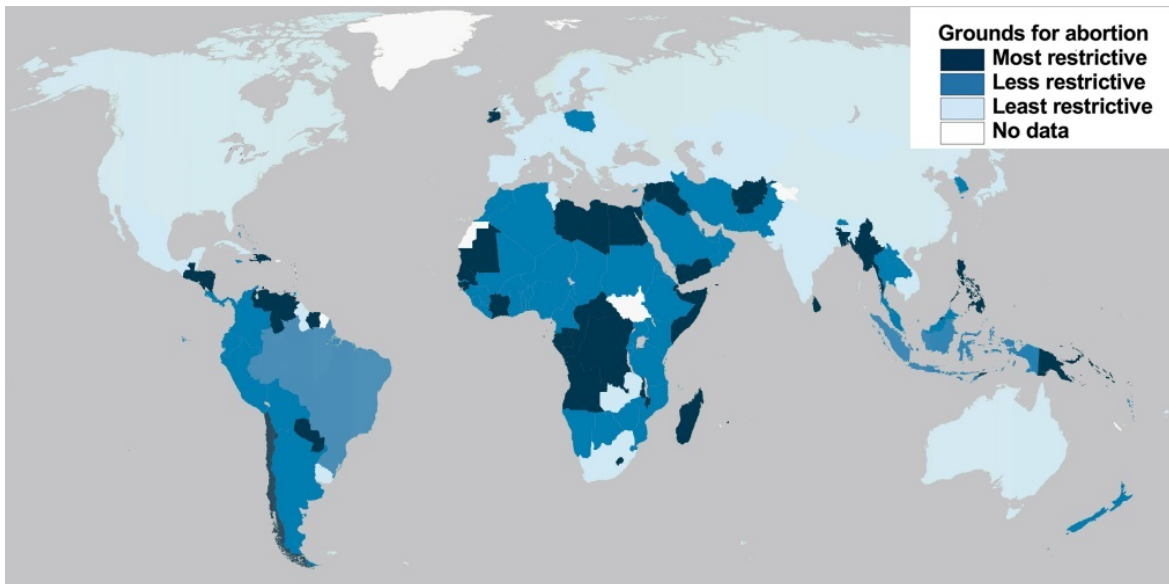 Grounds for abortion
Most restrictive
Less restrictive
Least restrictive
No data